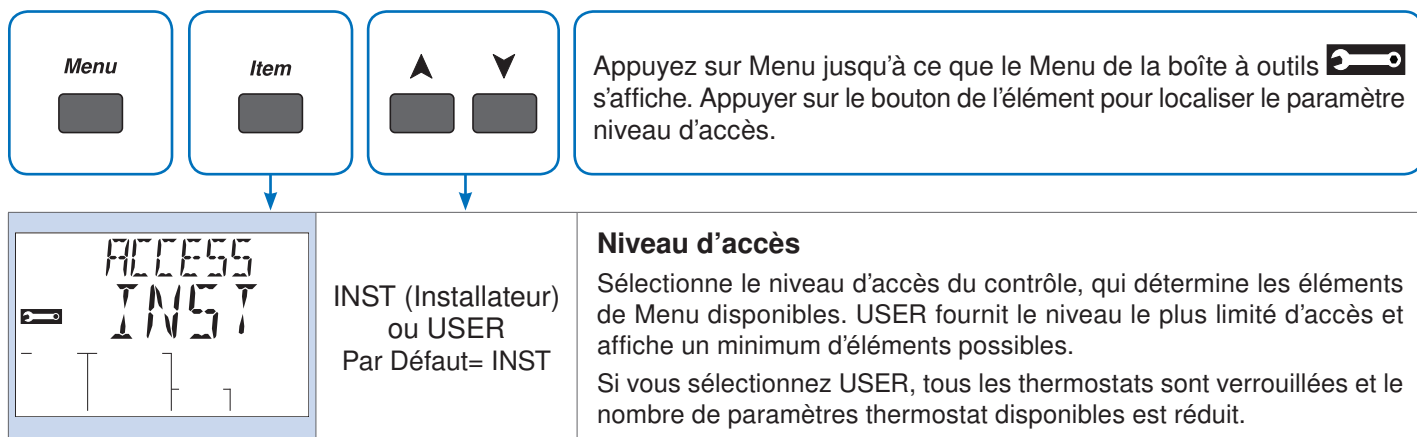 Menu
Item
Appuyez sur Menu jusqu'à ce que le Menu de la boîte à outils
s'affiche. Appuyer sur le bouton de l'élément pour localiser le paramètre
niveau d'accès.
ACCESS
INST
INST (Installateur)
ou USER
Par Défaut= INST
Niveau d'accès
Sélectionne le niveau d'accès du contrôle, qui détermine les éléments
de Menu disponibles. USER fournit le niveau le plus limité d'accès et
affiche un minimum d'éléments possibles.
Si vous sélectionnez USER, tous les thermostats sont verrouillées et le
nombre de paramètres thermostat disponibles est réduit.